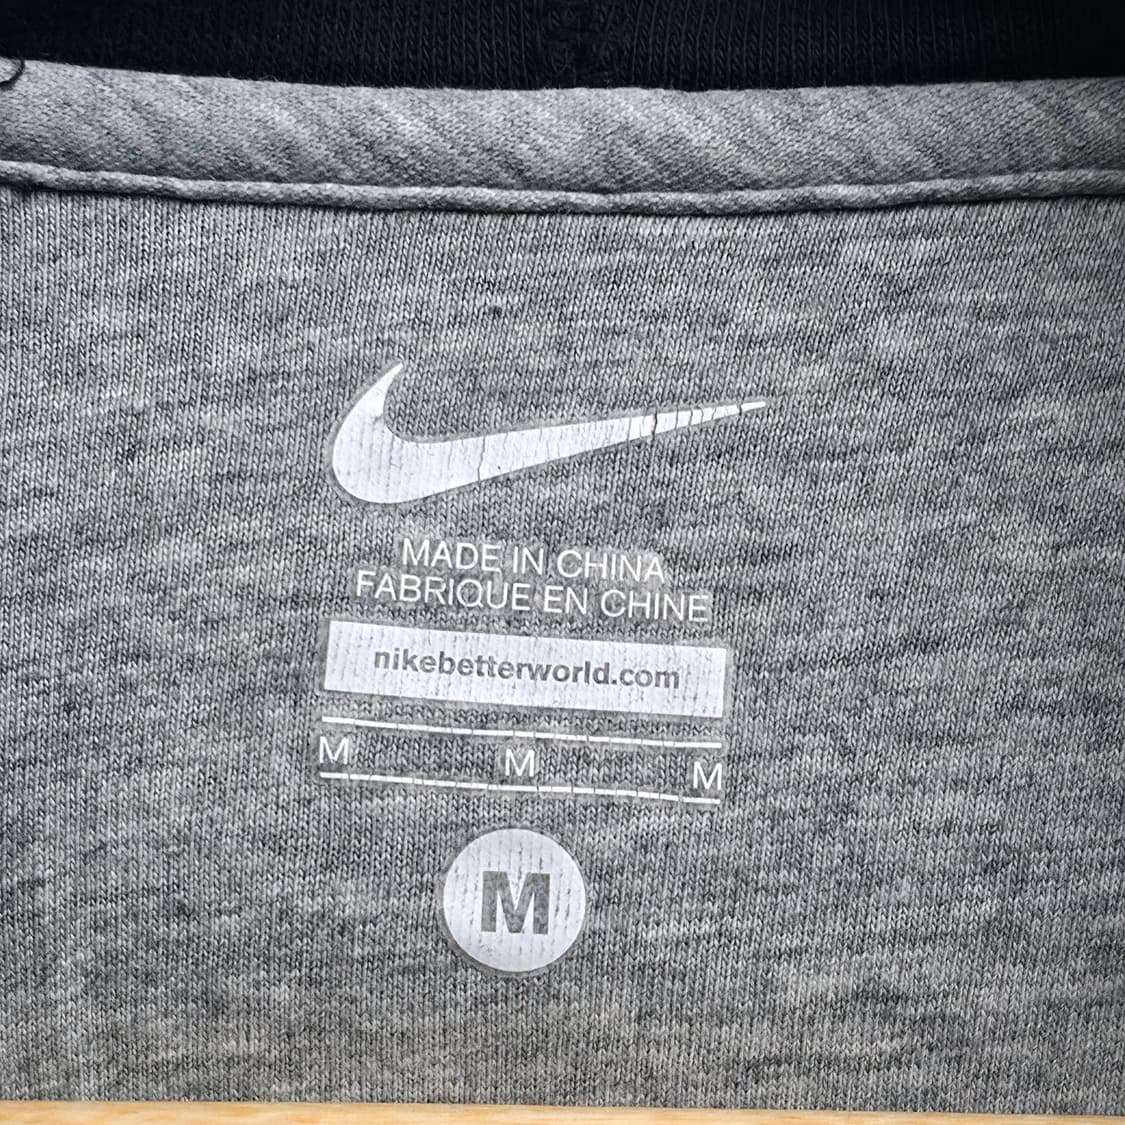 MADE IN CHINA
FABRIQUE EN CHINE
nikebetterworld.com
M M M
M